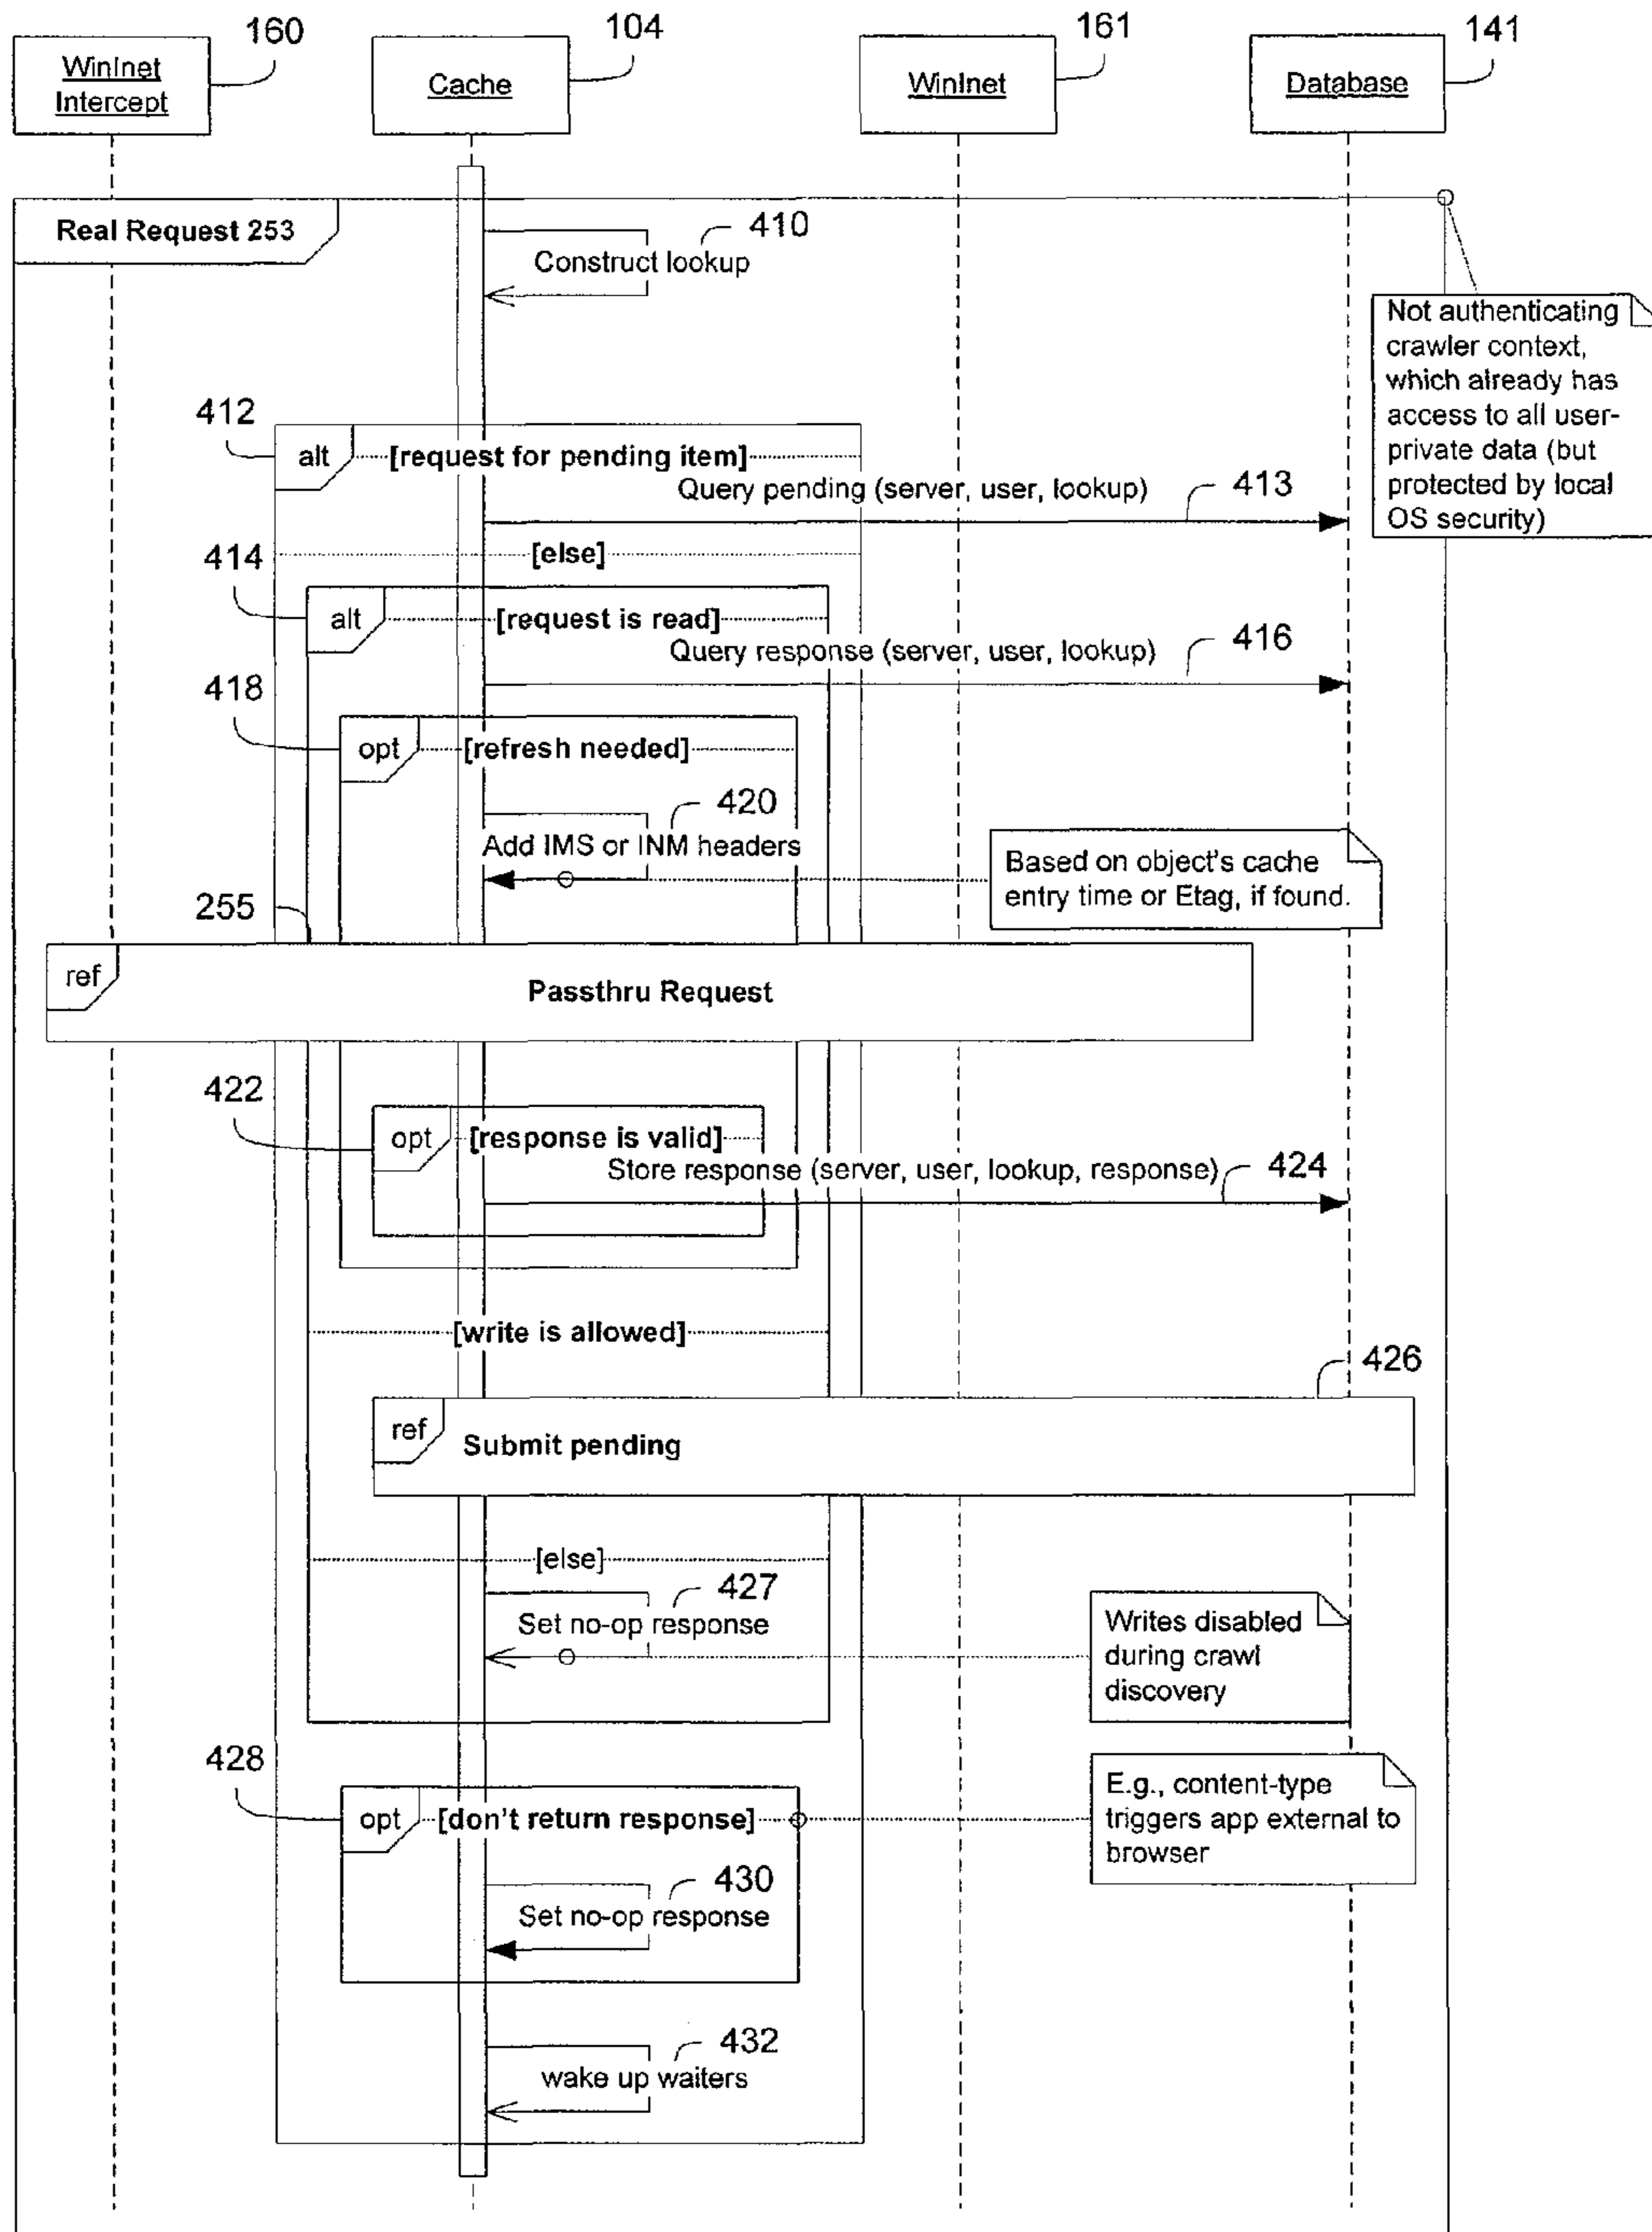 160
104
161
141
WinInet
Intercept
Cache
WinInet
Database
Real Request 253
410
Construct lookup
Not authenticating
crawler context,
which already has
access to all user-
private data (but
protected by local
OS security)
412
alt
[request for pending item]
Query pending (server, user, lookup)
413
414
[else]
alt
[request is read]
Query response (server, user, lookup)
416
418
opt
[refresh needed]
420
Add IMS or INM headers
Based on object's cache
entry time or Etag, if found.
255
ref
Passthru Request
422
opt
[response is valid]
Store response (server, user, lookup, response)
424
[write is allowed]
426
ref
Submit pending
[else]
427
Set no-op response
Writes disabled
during crawl
discovery
428
opt
[don't return response]
E.g., content-type
triggers app external to
browser
430
Set no-op response
432
wake up waiters